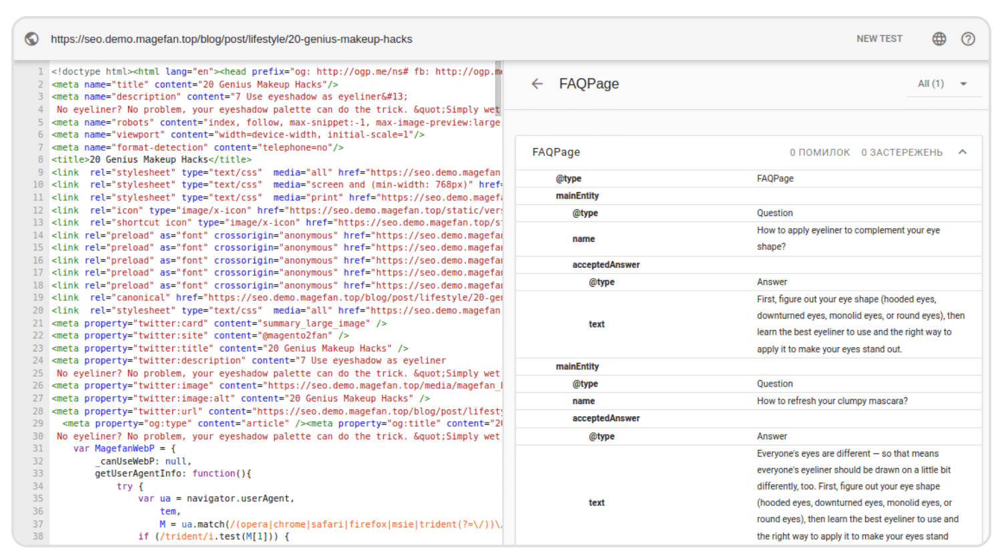 https://seo.demo.magefan.top/blog/post/lifestyle/20-genius-makeup-hacks
NEW TEST
1 <!doctype html><html lang="en"><head prefix="og: http://ogp.me/ns# fb: http://ogp.me
2 <meta name="title" content="20 Genius Makeup Hacks"/>
3 <meta name="description" content="7 Use eyeshadow as eyeliner&#13;
4 No eyeliner? No problem, your eyeshadow palette can do the trick. &quot;Simply wet
5 <meta name="robots" content="index, follow, max-snippet:-1, max-image-preview:large
6 <meta name="viewport" content="width=device-width, initial-scale=1"/>
7 <meta name="format-detection" content="telephone=no"/>
8 <title>20 Genius Makeup Hacks</title>
9 <link  rel="stylesheet" type="text/css"  media="all" href="https://seo.demo.magefan
10 <link  rel="stylesheet" type="text/css"  media="screen and (min-width: 768px)" href=
11 <link  rel="stylesheet" type="text/css"  media="print" href="https://seo.demo.magefa
12 <link  rel="icon" type="image/x-icon" href="https://seo.demo.magefan.top/static/vers
13 <link  rel="shortcut icon" type="image/x-icon" href="https://seo.demo.magefan.top/st
14 <link rel="preload" as="font" crossorigin="anonymous" href="https://seo.demo.magefan
15 <link rel="preload" as="font" crossorigin="anonymous" href="https://seo.demo.magefan
16 <link rel="preload" as="font" crossorigin="anonymous" href="https://seo.demo.magefan
17 <link rel="preload" as="font" crossorigin="anonymous" href="https://seo.demo.magefan
18 <link rel="preload" as="font" crossorigin="anonymous" href="https://seo.demo.magefan
19 <link  rel="canonical" href="https://seo.demo.magefan.top/blog/post/lifestyle/20-gen
20 <link  rel="stylesheet" type="text/css"  media="all" href="https://seo.demo.magefan
21 <meta property="twitter:card" content="summary_large_image" />
22 <meta property="twitter:site" content="@magento2fan" />
23 <meta property="twitter:title" content="20 Genius Makeup Hacks" />
24 <meta property="twitter:description" content="7 Use eyeshadow as eyeliner
25 No eyeliner? No problem, your eyeshadow palette can do the trick. &quot;Simply wet
26 <meta property="twitter:image" content="https://seo.demo.magefan.top/media/magefan_b
27 <meta property="twitter:image:alt" content="20 Genius Makeup Hacks" />
28 <meta property="twitter:url" content="https://seo.demo.magefan.top/blog/post/lifesty
29 <meta property="og:type" content="article" /><meta property="og:title" content="20
30 No eyeliner? No problem, your eyeshadow palette can do the trick. &quot;Simply wet
31 var MagefanWebP = {
32 _canUseWebP: null,
33 getUserAgentInfo: function(){
34 try {
35 var ua = navigator.userAgent,
36 tem,
37 M = ua.match(/(opera|chrome|safari|firefox|msie|trident(?=\/))\/
38 if (/trident/i.test(M[1])) {
FAQPage
All (1)
FAQPage
0 ПОМИЛОК 0 ЗАСТЕРЕЖЕНЬ
@type FAQPage
mainEntity
@type Question
name How to apply eyeliner to complement your eye
shape?
acceptedAnswer
@type Answer
text First, figure out your eye shape (hooded eyes,
downturned eyes, monolid eyes, or round eyes), then
learn the best eyeliner to use and the right way to
apply it to make your eyes stand out.
mainEntity
@type Question
name How to refresh your clumpy mascara?
acceptedAnswer
@type Answer
text Everyone's eyes are different — so that means
everyone's eyeliner should be drawn on a little bit
differently, too. First, figure out your eye shape
(hooded eyes, downturned eyes, monolid eyes, or
round eyes), then learn the best eyeliner to use and
the right way to apply it to make your eyes stand